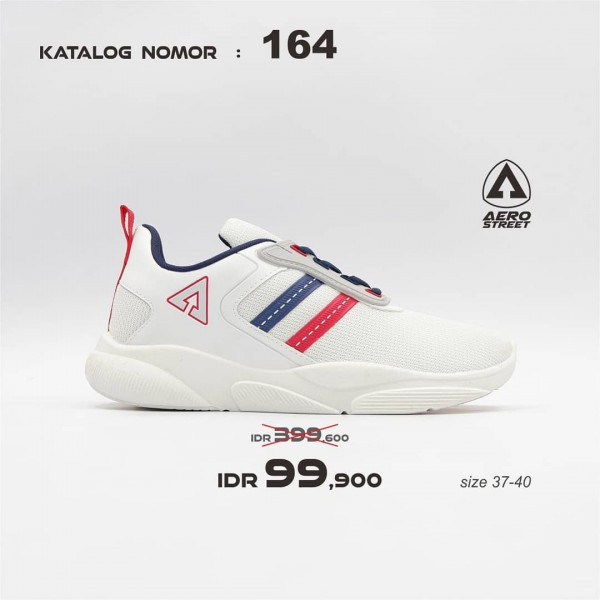 KATALOG NOMOR : 164
AERO
STREET
IDR 399,600
IDR 99,900
size 37-40